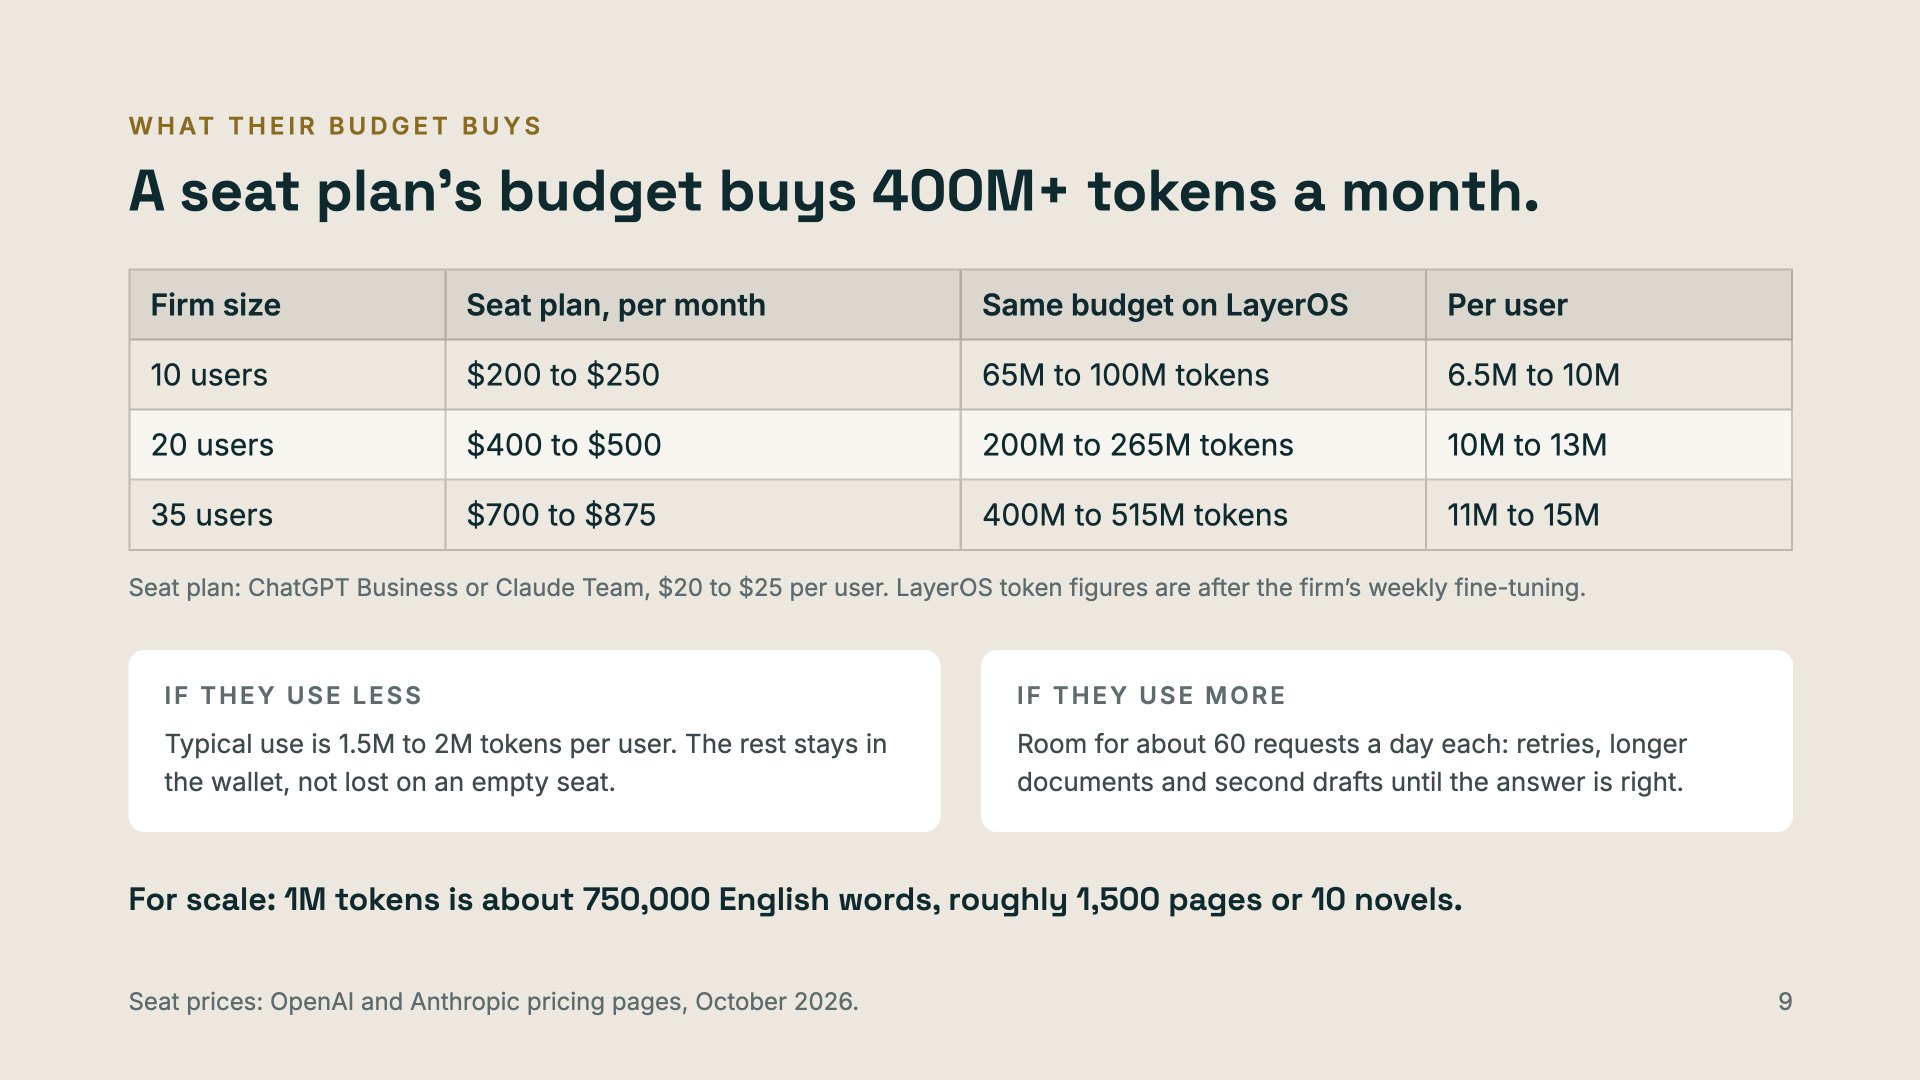 WHAT THEIR BUDGET BUYS
A seat plan’s budget buys 400M+ tokens a month.
Firm size Seat plan, per month Same budget on LayerOS Per user
10 users $200 to $250 65M to 100M tokens 6.5M to 10M
20 users $400 to $500 200M to 265M tokens 10M to 13M
35 users $700 to $875 400M to 515M tokens 11M to 15M
Seat plan: ChatGPT Business or Claude Team, $20 to $25 per user. LayerOS token figures are after the firm’s weekly fine-tuning.
IF THEY USE LESS
Typical use is 1.5M to 2M tokens per user. The rest stays in
the wallet, not lost on an empty seat.
IF THEY USE MORE
Room for about 60 requests a day each: retries, longer
documents and second drafts until the answer is right.
For scale: 1M tokens is about 750,000 English words, roughly 1,500 pages or 10 novels.
Seat prices: OpenAI and Anthropic pricing pages, October 2026.
9